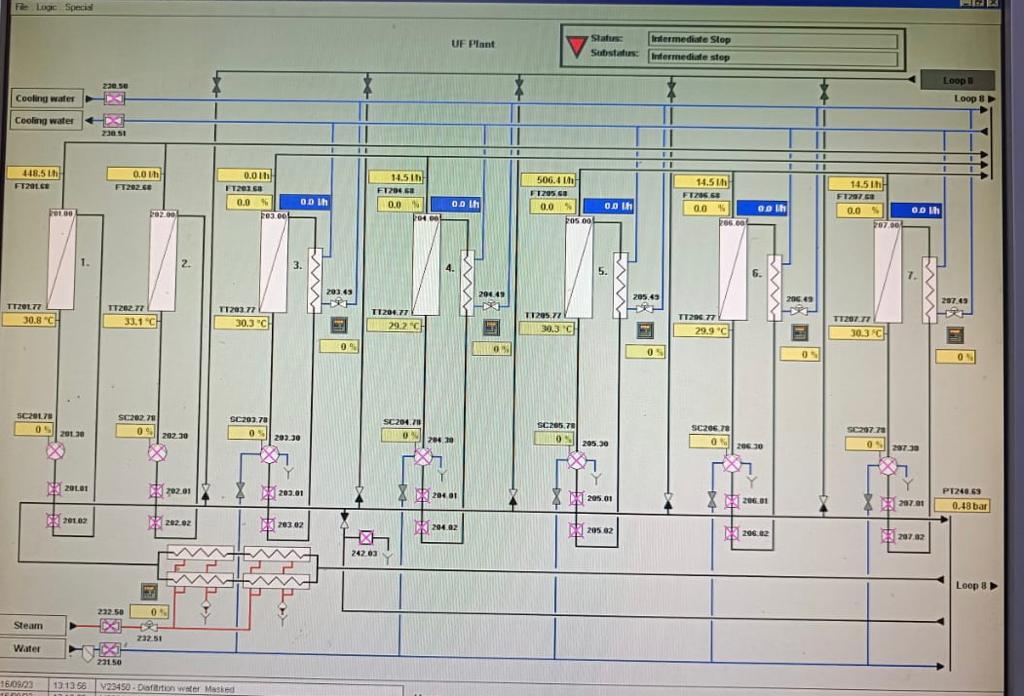 File Logic Special
UF Plant
Status: Intermediate Stop
Substatus: Intermediate stop
Loop 8
Cooling water 230.50 Loop 8
Cooling water
230.51
448.5 l/h 0.0 l/h 0.0 l/h 14.5 l/h 506.4 l/h 14.5 l/h 14.5 l/h
FT201.68 FT202.68 FT203.68 FT204.68 FT205.68 FT206.68 FT207.68
0.0 % 0.0 l/h 0.0 % 0.0 l/h 0.0 % 0.0 l/h 0.0 % 0.0 l/h 0.0 % 0.0 l/h
201.00 202.00 203.00 204.00 205.00 206.00 207.00
1. 2. 3. 4. 5. 6. 7.
203.49 204.49 205.49 206.49 207.49
TT201.77 TT202.77 TT203.77 TT204.77 TT205.77 TT206.77 TT207.77
30.8 °C 33.1 °C 30.3 °C 29.2 °C 30.3 °C 29.9 °C 30.3 °C
0 % 0 % 0 % 0 % 0 %
SC201.78 SC202.78 SC203.78 SC204.78 SC205.78 SC206.78 SC207.78
0 % 0 % 0 % 0 % 0 % 0 % 0 %
201.30 202.30 203.30 204.30 205.30 206.30 207.30
201.01 202.01 203.01 204.01 205.01 206.01 207.01
PT240.69
0.48 bar
201.02 202.02 203.02 204.02 205.02 206.02 207.02
242.03
Loop 8
0 %
232.50
Steam
232.51
Water
231.50
16/09/23 13:13:56 V23450 - Diafiltrtion water Masked